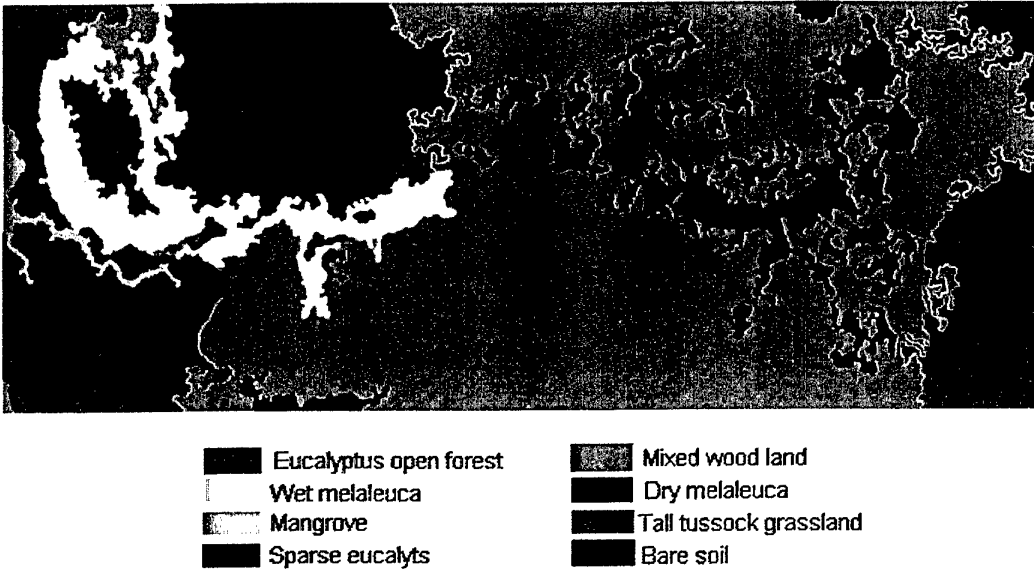 Eucalyptus open forest
Wet melaleuca
Mangrove
Sparse eucalyts
Mixed wood land
Dry melaleuca
Tall tussock grassland
Bare soil